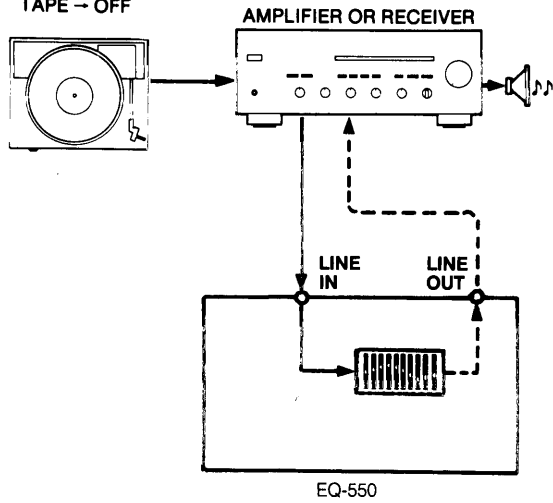 TAPE → OFF
AMPLIFIER OR RECEIVER
LINE
IN
LINE
OUT
EQ-550